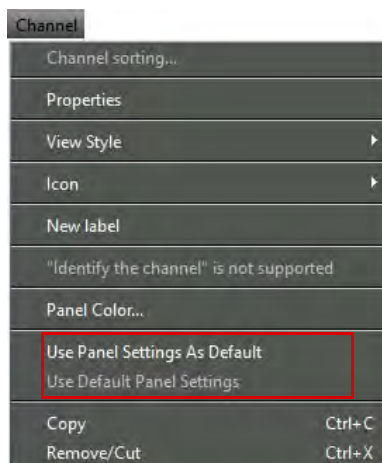 Channel
Channel sorting...
Properties
View Style
Icon
New label
"Identify the channel" is not supported
Panel Color...
Use Panel Settings As Default
Use Default Panel Settings
Copy Ctrl+C
Remove/Cut Ctrl+X